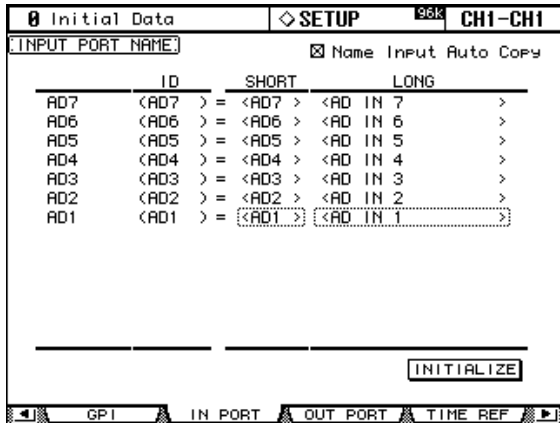 0 Initial Data ◇SETUP 96K CH1-CH1
INPUT PORT NAME
☒ Name Input Auto Copy
ID SHORT LONG
AD7 (AD7 ) = <AD7 > <AD IN 7 >
AD6 (AD6 ) = <AD6 > <AD IN 6 >
AD5 (AD5 ) = <AD5 > <AD IN 5 >
AD4 (AD4 ) = <AD4 > <AD IN 4 >
AD3 (AD3 ) = <AD3 > <AD IN 3 >
AD2 (AD2 ) = <AD2 > <AD IN 2 >
AD1 (AD1 ) = <AD1 > <AD IN 1 >
INITIALIZE
GPI IN PORT OUT PORT TIME REF